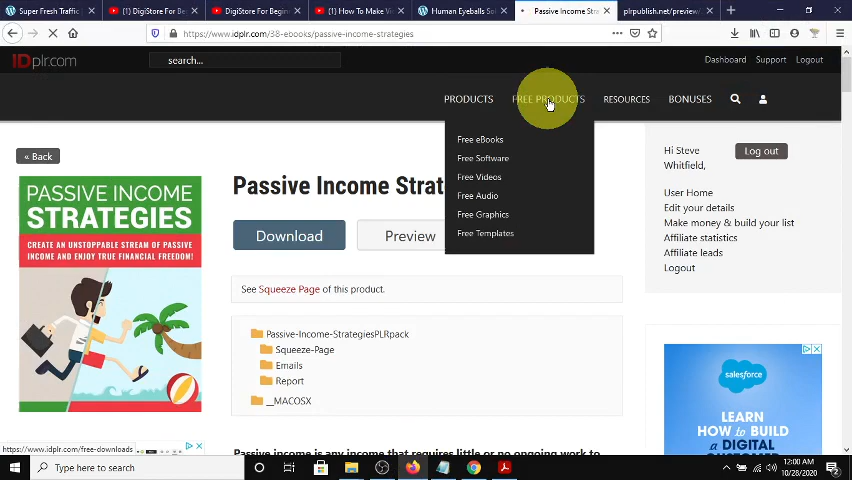 Super Fresh Traffic
(1) DigiStore For Be
DigiStore For Beginn
(1) How To Make Vi
Human Eyeballs So
Passive Income Stra
plrpublish.net/preview/
https://www.idplr.com/38-ebooks/passive-income-strategies
IDplr.com
search...
Dashboard Support Logout
PRODUCTS FREE PRODUCTS RESOURCES BONUSES
Free eBooks
Free Software
Free Videos
Free Audio
Free Graphics
Free Templates
« Back
Hi Steve
Whitfield,
Log out
User Home
Edit your details
Make money & build your list
Affiliate statistics
Affiliate leads
Logout
PASSIVE INCOME
STRATEGIES
CREATE AN UNSTOPPABLE STREAM OF PASSIVE
INCOME AND ENJOY TRUE FINANCIAL FREEDOM!
Passive Income Strat
Download Preview
See Squeeze Page of this product.
Passive-Income-StrategiesPLRpack
Squeeze-Page
Emails
Report
__MACOSX
salesforce
LEARN
HOW TO BUILD
A DIGITAL
https://www.idplr.com/free-downloads
Passive income is any income that requires little or no ongoing work to
Type here to search
12:00 AM
10/28/2020